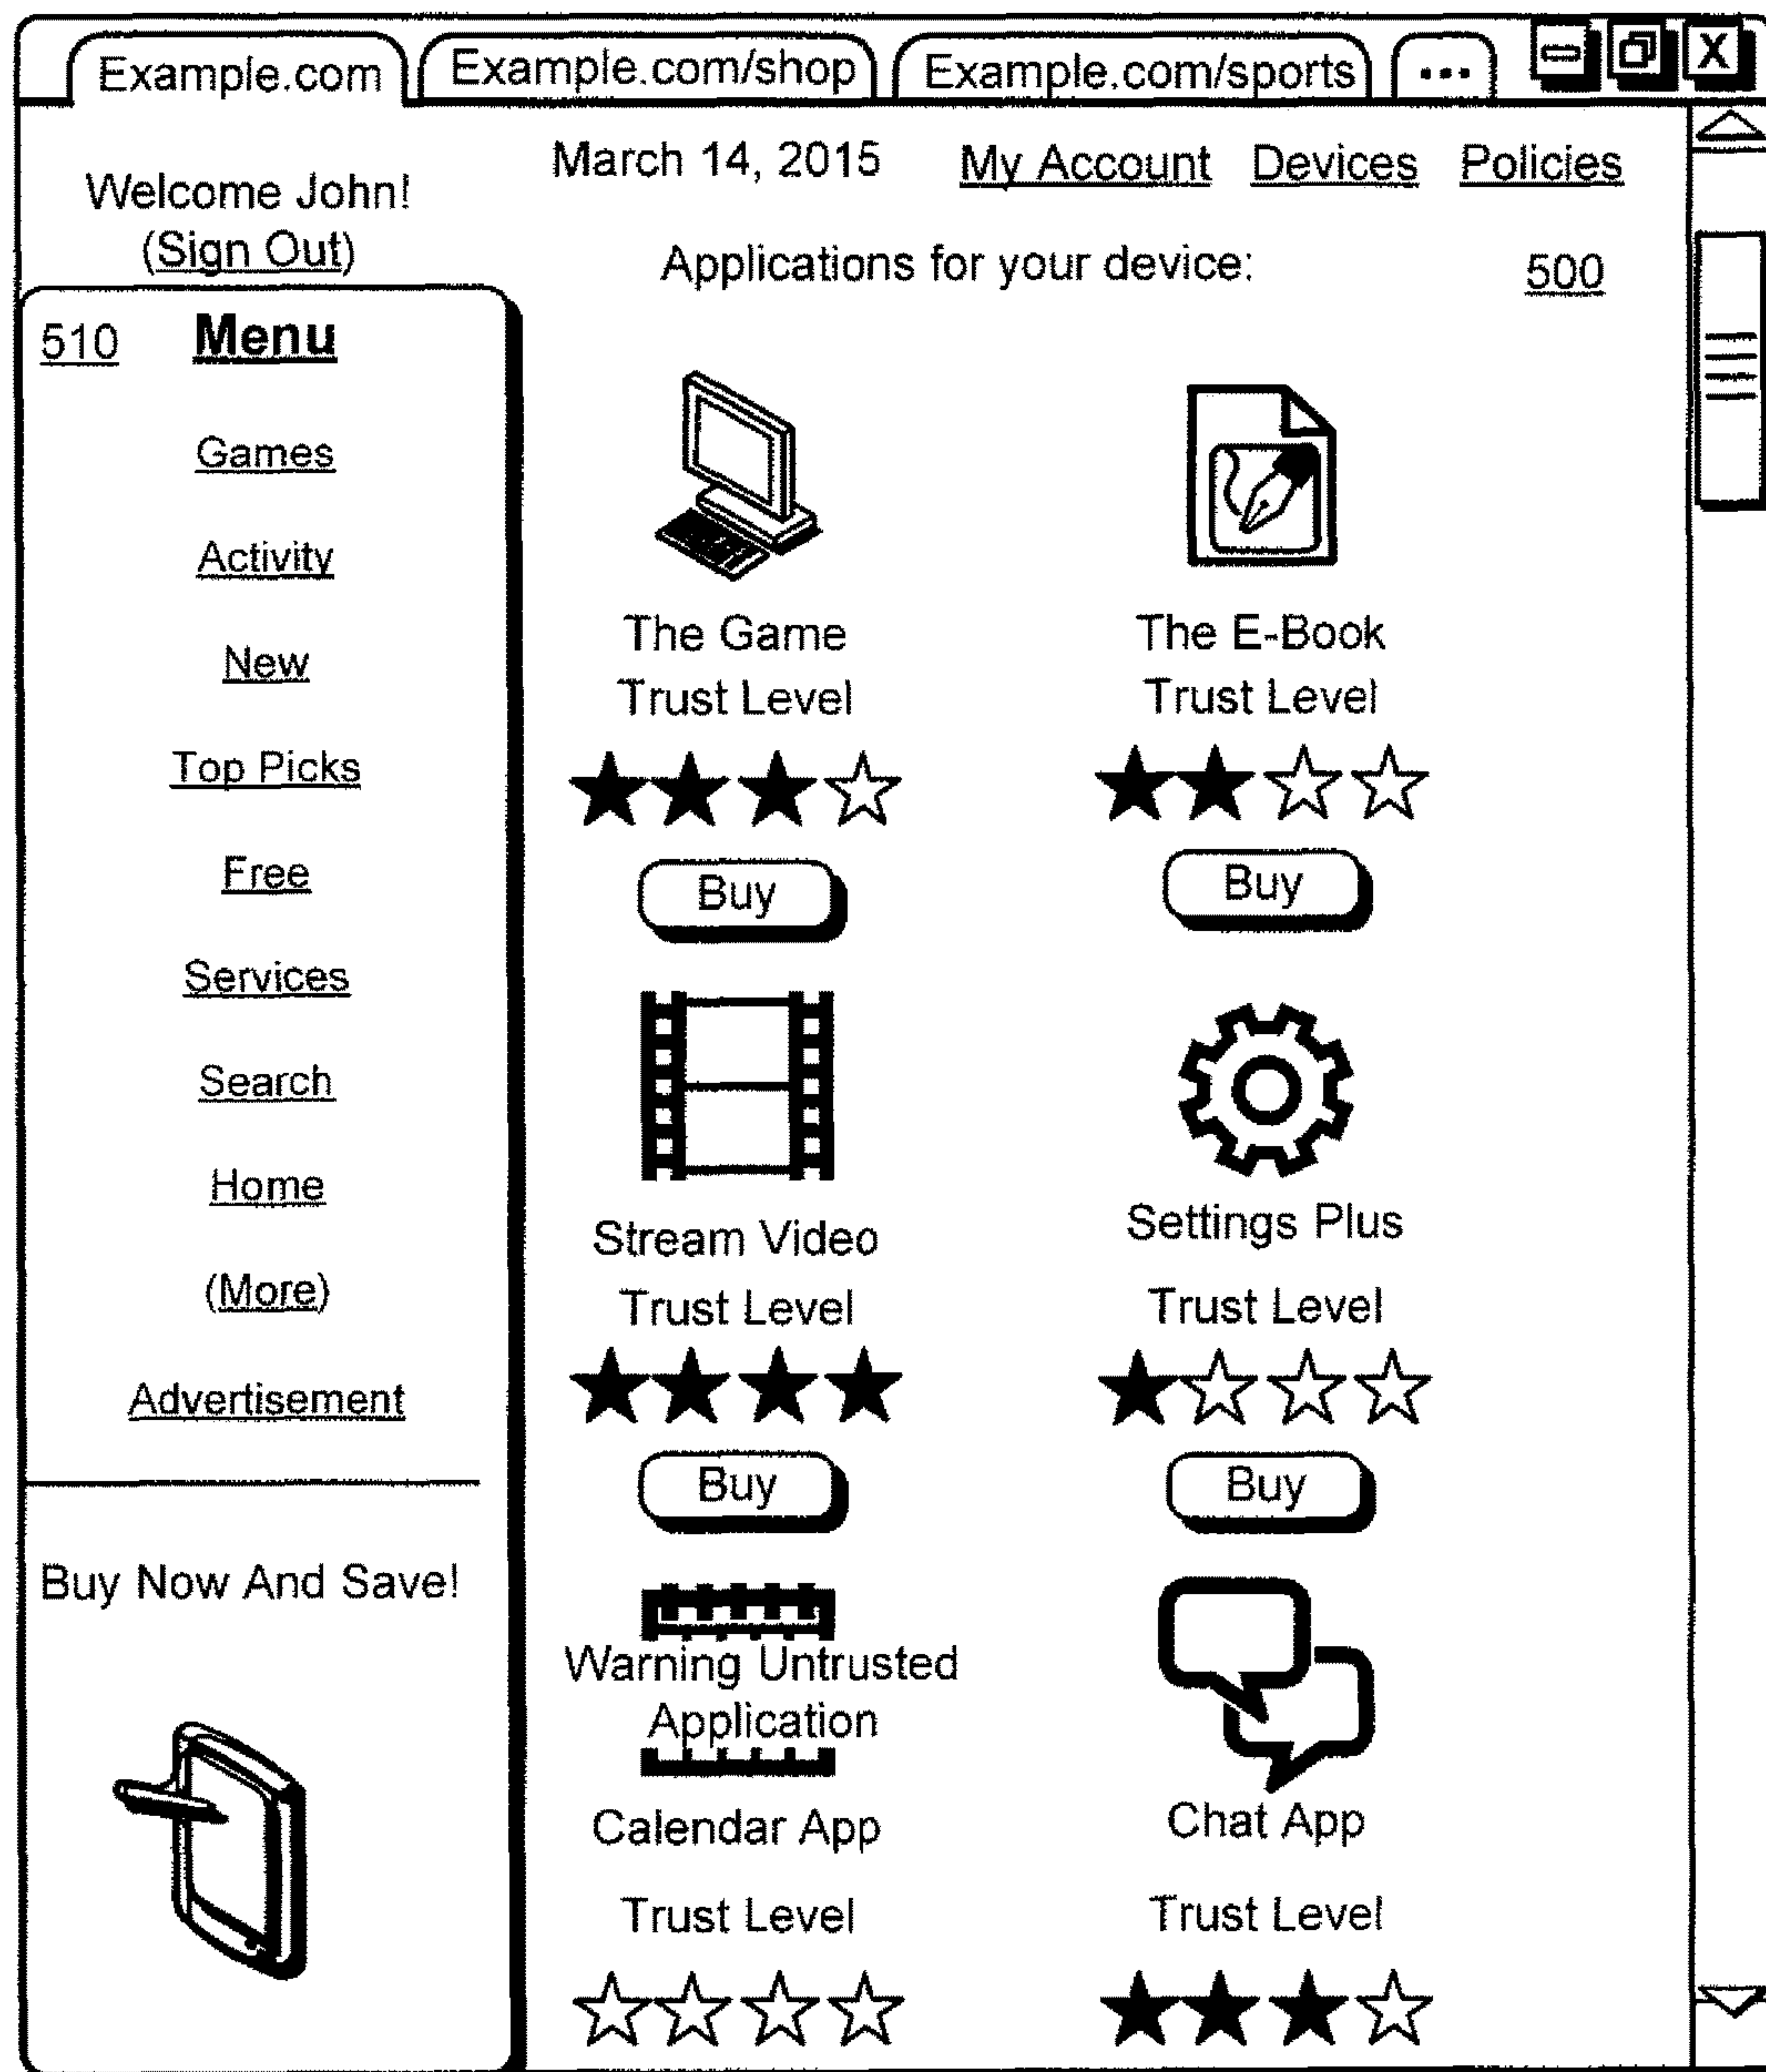 Example.com
Example.com/shop
Example.com/sports
...
X
Welcome John!
(Sign Out)
March 14, 2015
My Account
Devices
Policies
Applications for your device:
500
510
Menu
Games
Activity
New
Top Picks
Free
Services
Search
Home
(More)
Advertisement
Buy Now And Save!
The Game
Trust Level
Buy
The E-Book
Trust Level
Buy
Stream Video
Trust Level
Buy
Settings Plus
Trust Level
Buy
Warning Untrusted
Application
Calendar App
Trust Level
Chat App
Trust Level